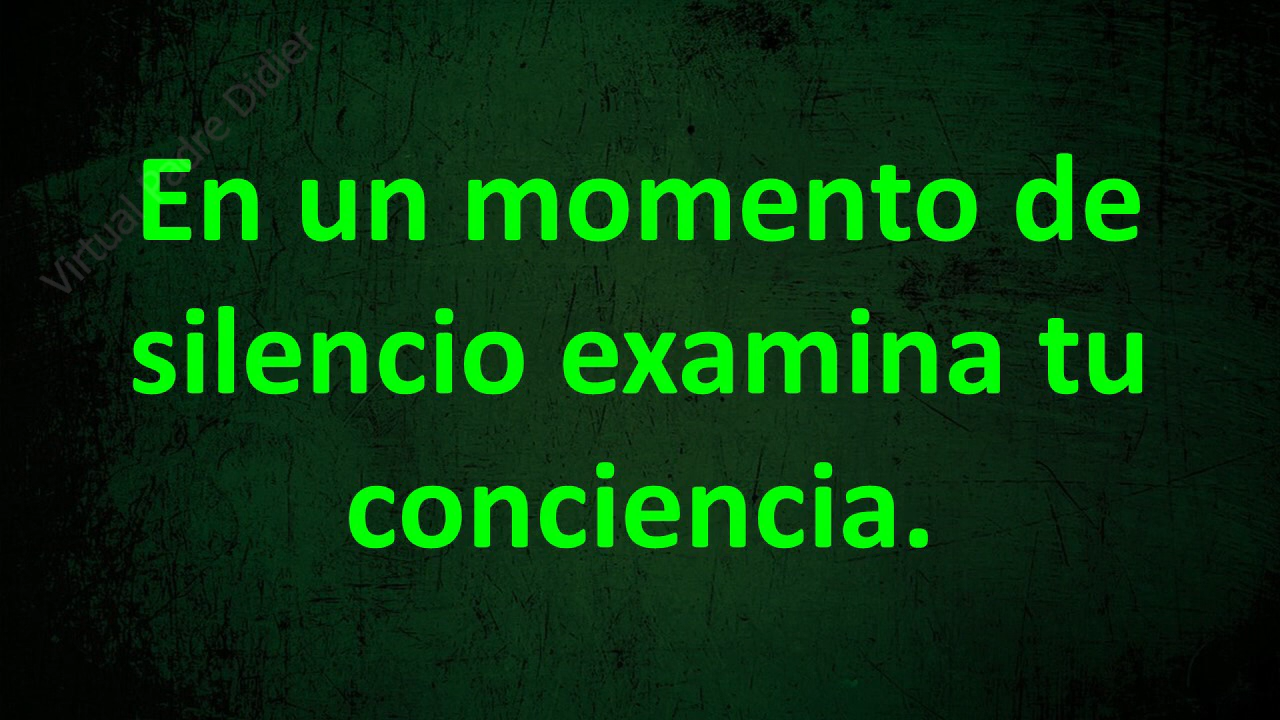 Virtual Padre Didier
En un momento de
silencio examina tu
conciencia.